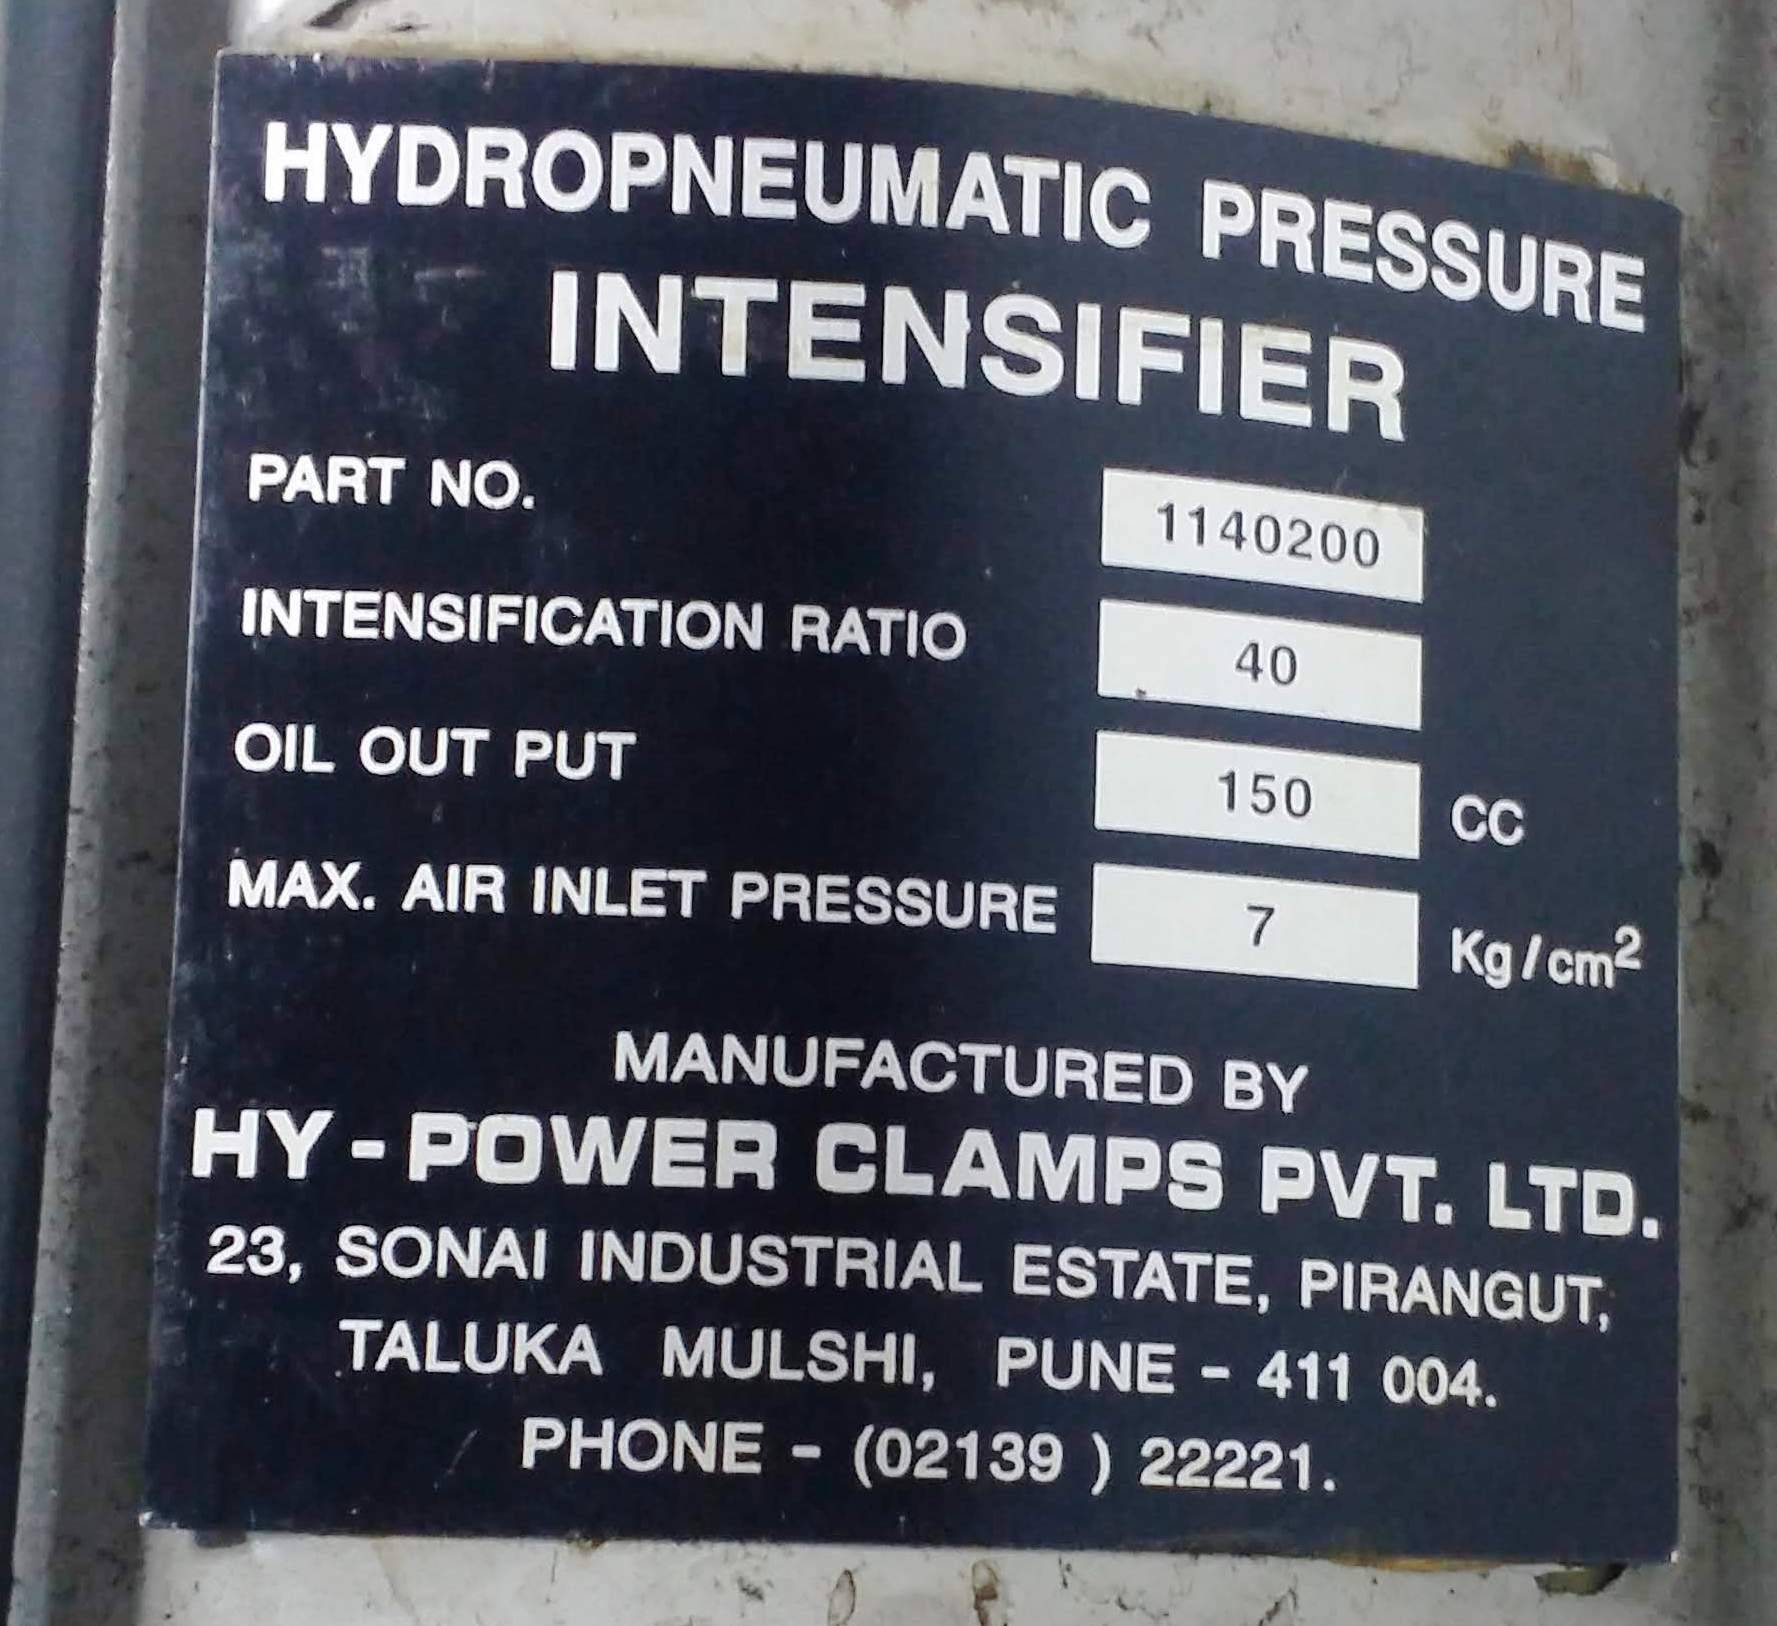 HYDROPNEUMATIC PRESSURE
INTENSIFIER
PART NO. 1140200
INTENSIFICATION RATIO 40
OIL OUT PUT 150 CC
MAX. AIR INLET PRESSURE 7 Kg/cm²
MANUFACTURED BY
HY-POWER CLAMPS PVT. LTD.
23, SONAI INDUSTRIAL ESTATE, PIRANGUT,
TALUKA MULSHI, PUNE - 411 004.
PHONE - (02139 ) 22221.